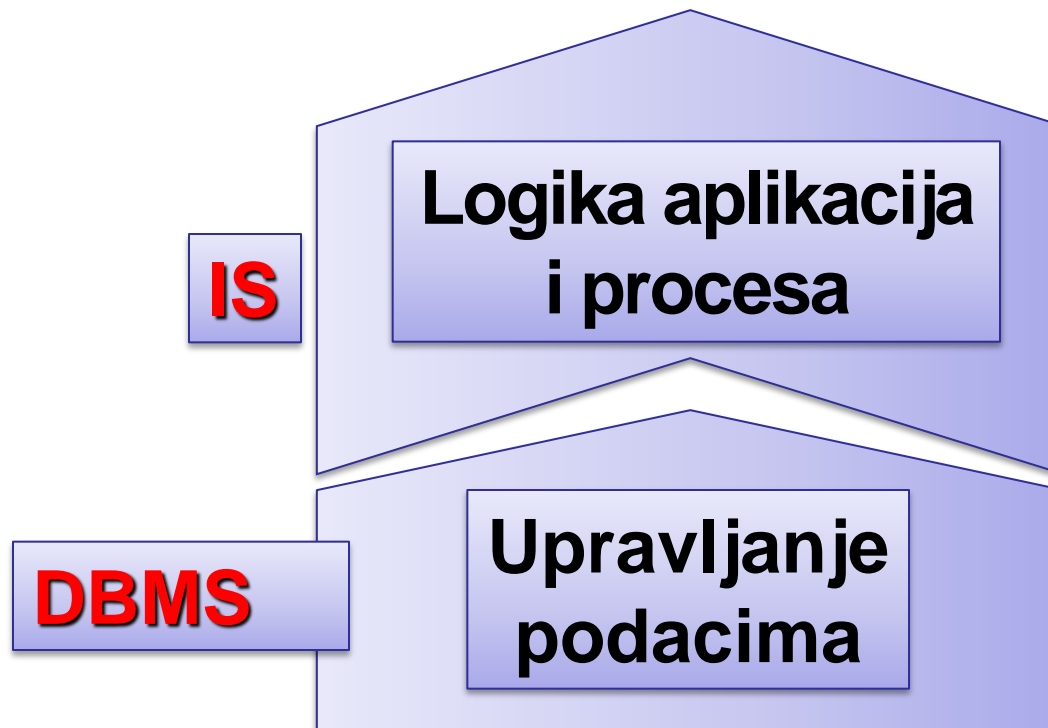 Logika aplikacija
i procesa
IS
Upravljanje
podacima
DBMS